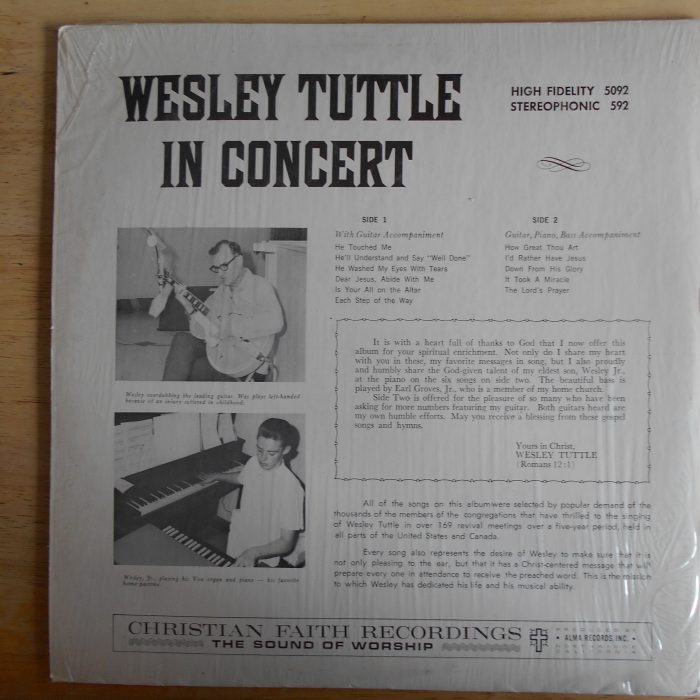 WESLEY TUTTLE
IN CONCERT
HIGH FIDELITY 5092
STEREOPHONIC 592
SIDE 1
With Guitar Accompaniment
He Touched Me
He'll Understand and Say "Well Done"
He Washed My Eyes With Tears
Dear Jesus, Abide With Me
Is Your All on the Altar
Each Step of the Way
SIDE 2
Guitar, Piano, Bass Accompaniment
How Great Thou Art
I'd Rather Have Jesus
Down From His Glory
It Took A Miracle
The Lord's Prayer
Wesley overdubbing the leading guitar. Wes plays left-handed
because of an injury suffered in childhood.
It is with a heart full of thanks to God that I now offer this
album for your spiritual enrichment. Not only do I share my heart
with you in these, my favorite messages in song, but I also proudly
and humbly share the God-given talent of my eldest son, Wesley Jr.,
at the piano on the six songs on side two. The beautiful bass is
played by Earl Groves, Jr., who is a member of my home church.
Side Two is offered for the pleasure of so many who have been
asking for more numbers featuring my guitar. Both guitars heard are
my own humble efforts. May you receive a blessing from these gospel
songs and hymns.
Yours in Christ,
WESLEY TUTTLE
(Romans 12:1)
Wesley, Jr., playing his Vox organ and piano — his favorite
home pastime.
All of the songs on this album were selected by popular demand of the
thousands of the members of the congregations that have thrilled to the singing
of Wesley Tuttle in over 169 revival meetings over a five-year period, held in
all parts of the United States and Canada.
Every song also represents the desire of Wesley to make sure that it is
not only pleasing to the ear, but that it has a Christ-centered message that will
prepare every one in attendance to receive the preached word. This is the mission
to which Wesley has dedicated his life and his musical ability.
CHRISTIAN FAITH RECORDINGS
THE SOUND OF WORSHIP
PRODUCED BY
• ALMA RECORDS, INC. •
NORTHRIDGE
CALIFORNIA